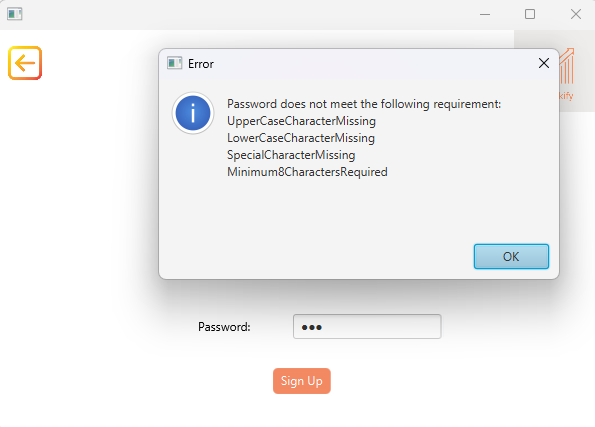 Error
Password does not meet the following requirement:
UpperCaseCharacterMissing
LowerCaseCharacterMissing
SpecialCharacterMissing
Minimum8CharactersRequired
OK
Password:
Sign Up